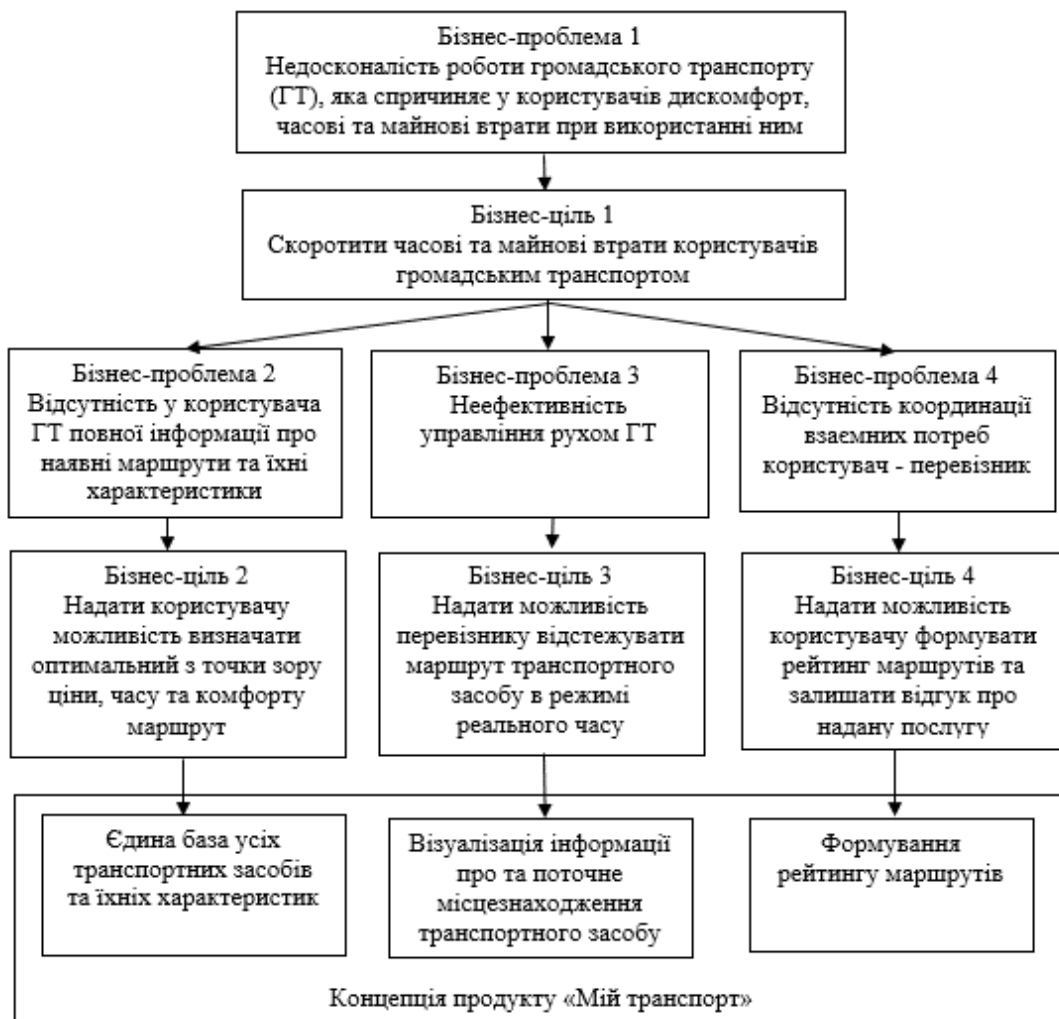 Бізнес-проблема 1
Недосконалість роботи громадського транспорту
(ГТ), яка спричиняє у користувачів дискомфорт,
часові та майнові втрати при використанні ним
Бізнес-ціль 1
Скоротити часові та майнові втрати користувачів
громадським транспортом
Бізнес-проблема 2
Відсутність у користувача
ГТ повної інформації про
наявні маршрути та їхні
характеристики
Бізнес-проблема 3
Неефективність
управління рухом ГТ
Бізнес-проблема 4
Відсутність координації
взаємних потреб
користувач - перевізник
Бізнес-ціль 2
Надати користувачу
можливість визначати
оптимальний з точки зору
ціни, часу та комфорту
маршрут
Бізнес-ціль 3
Надати можливість
перевізнику відстежувати
маршрут транспортного
засобу в режимі
реального часу
Бізнес-ціль 4
Надати можливість
користувачу формувати
рейтинг маршрутів та
залишати відгук про
надану послугу
Єдина база усіх
транспортних засобів
та їхніх характеристик
Візуалізація інформації
про та поточне
місцезнаходження
транспортного засобу
Формування
рейтингу маршрутів
Концепція продукту «Мій транспорт»